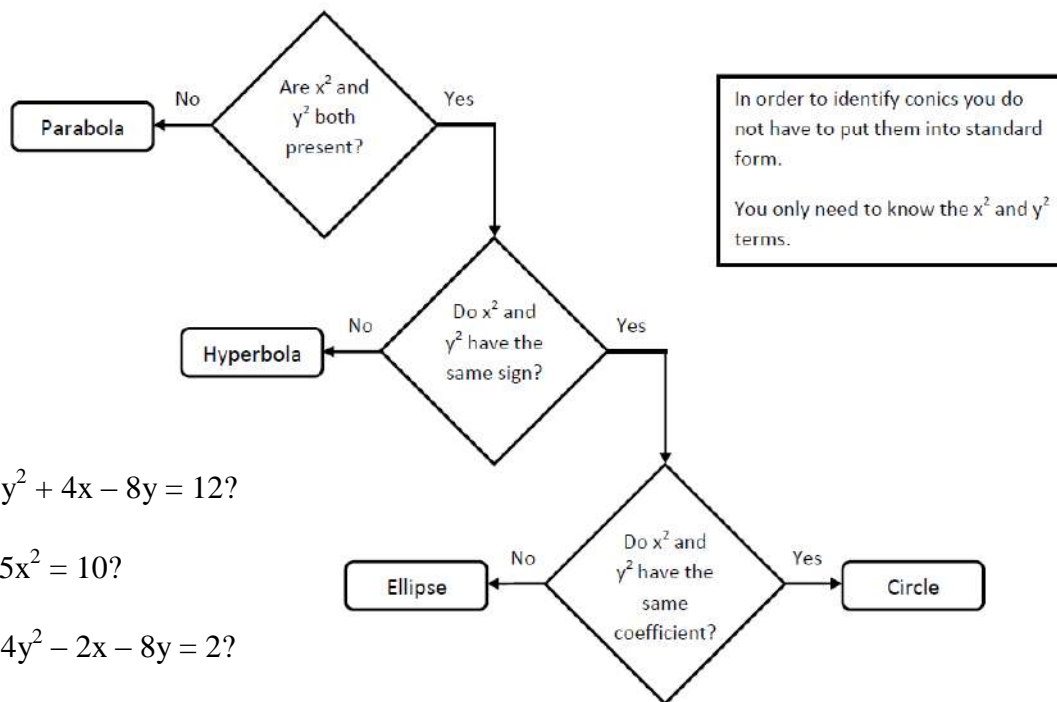 Are x² and
y² both
present?
No
Yes
Parabola
In order to identify conics you do
not have to put them into standard
form.
You only need to know the x² and y²
terms.
Do x² and
y² have the
same sign?
No
Yes
Hyperbola
y² + 4x – 8y = 12?
5x² = 10?
4y² – 2x – 8y = 2?
Do x² and
y² have the
same
coefficient?
No
Yes
Ellipse
Circle